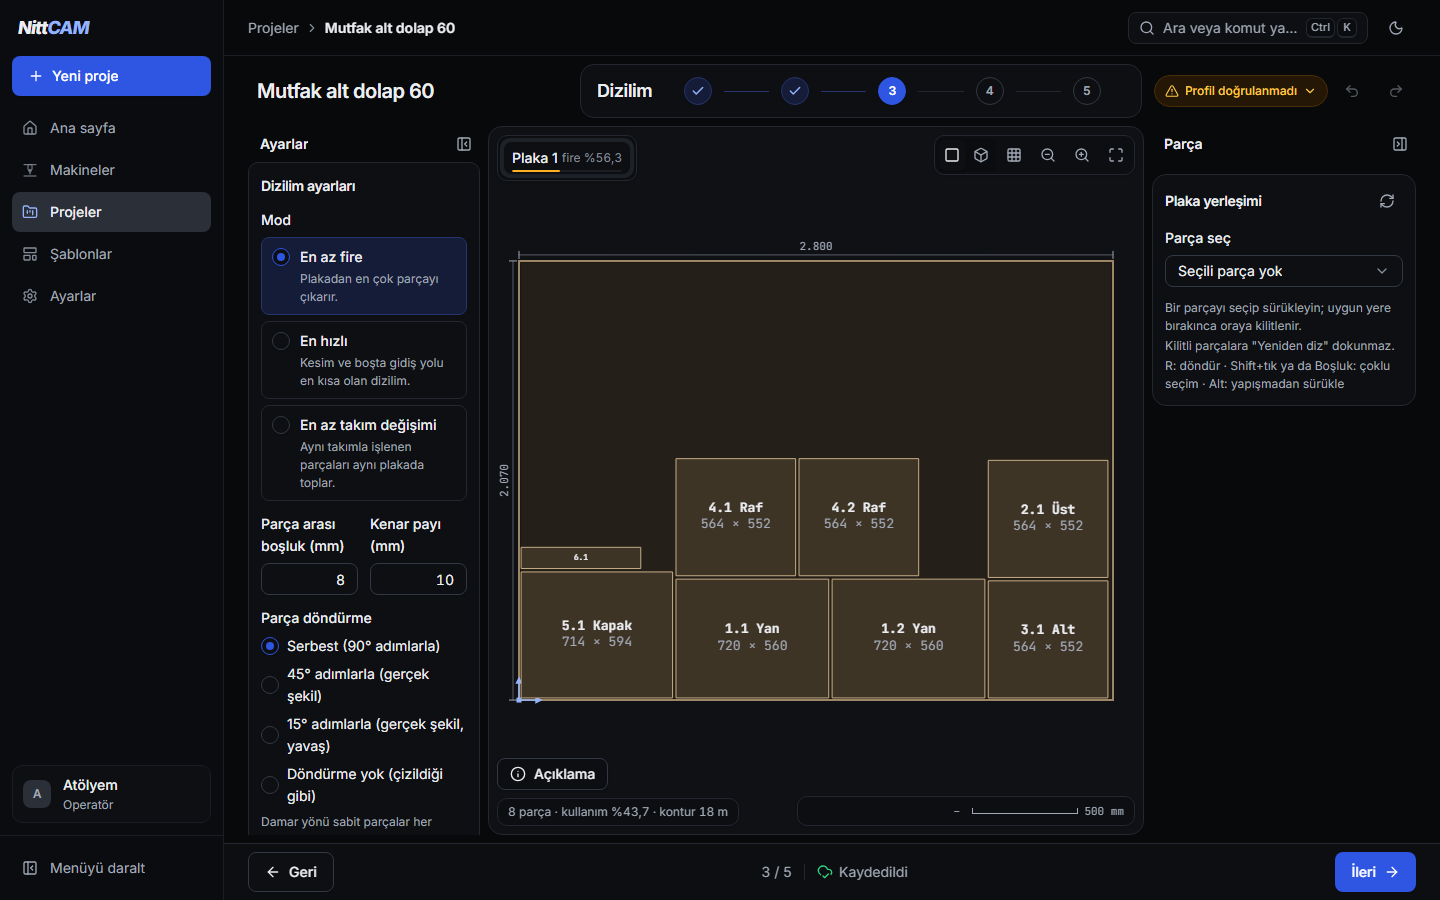 NittCAM
Projeler > Mutfak alt dolap 60
Ara veya komut ya... Ctrl K
Yeni proje
Ana sayfa
Makineler
Projeler
Şablonlar
Ayarlar
A
Atölyem
Operatör
Menüyü daralt
Mutfak alt dolap 60
Dizilim
3
4
5
Profil doğrulanmadı
Ayarlar
Dizilim ayarları
Mod
En az fire
Plakadan en çok parçayı
çıkarır.
En hızlı
Kesim ve boşta gidiş yolu
en kısa olan dizilim.
En az takım değişimi
Aynı takımla işlenen
parçaları aynı plakada
toplar.
Parça arası
boşluk (mm)
Kenar payı
(mm)
8
10
Parça döndürme
Serbest (90° adımlarla)
45° adımlarla (gerçek
şekil)
15° adımlarla (gerçek şekil,
yavaş)
Döndürme yok (çizildiği
gibi)
Damar yönü sabit parçalar her
Plaka 1 fire %56,3
2.800
2.070
4.1 Raf
564 × 552
4.2 Raf
564 × 552
2.1 Üst
564 × 552
6.1
5.1 Kapak
714 × 594
1.1 Yan
720 × 560
1.2 Yan
720 × 560
3.1 Alt
564 × 552
Açıklama
8 parça · kullanım %43,7 · kontur 18 m
– 500 mm
Parça
Plaka yerleşimi
Parça seç
Seçili parça yok
Bir parçayı seçip sürükleyin; uygun yere
bırakınca oraya kilitlenir.
Kilitli parçalara "Yeniden diz" dokunmaz.
R: döndür · Shift+tık ya da Boşluk: çoklu
seçim · Alt: yapışmadan sürükle
Geri
3 / 5
Kaydedildi
İleri